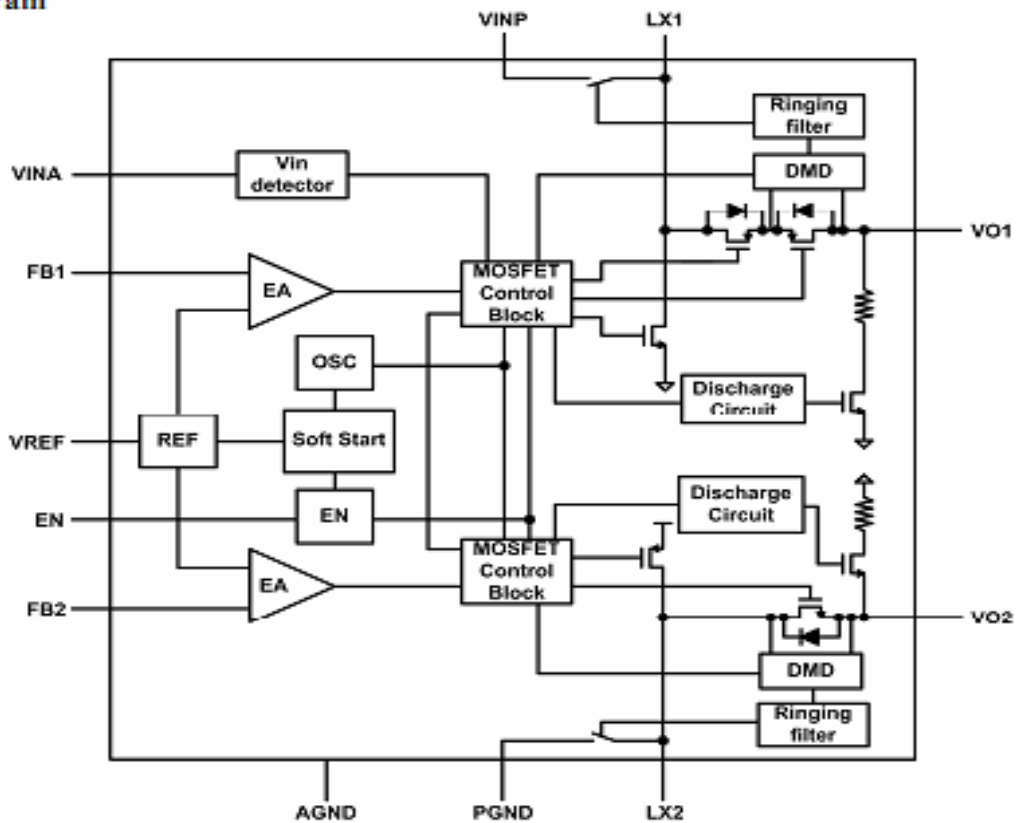 VINP LX1
Ringing
filter
VINA
Vin
detector
DMD
VO1
FB1
EA
MOSFET
Control
Block
OSC
Discharge
Circuit
VREF
REF
Soft Start
EN
EN
Discharge
Circuit
MOSFET
Control
Block
EA
FB2
VO2
DMD
Ringing
filter
AGND PGND LX2